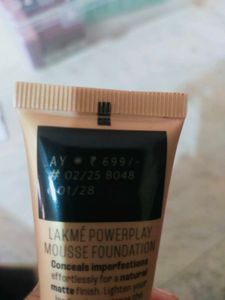 AY ☀ ₹ 699/-
# 02/25 8048
01/28
LAKMÉ POWERPLAY
MOUSSE FOUNDATION
Conceals imperfections
effortlessly for a natural
matte finish. Lighten your